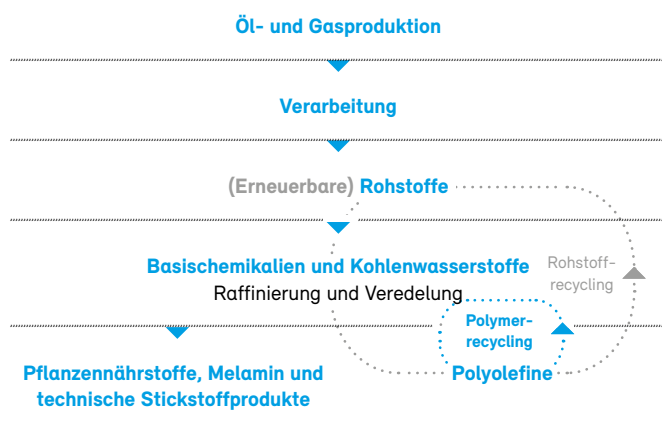 Öl- und Gasproduktion
Verarbeitung
(Erneuerbare) Rohstoffe
Basischemikalien und Kohlenwasserstoffe
Raffinierung und Veredelung
Rohstoff-
recycling
Polymer-
recycling
Polyolefine
Pflanzennährstoffe, Melamin und
technische Stickstoffprodukte